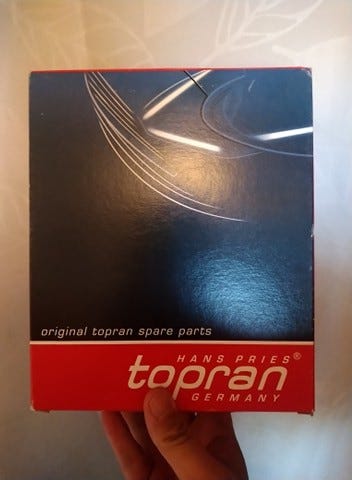 original topran spare parts
HANS PRIES®
topran
GERMANY